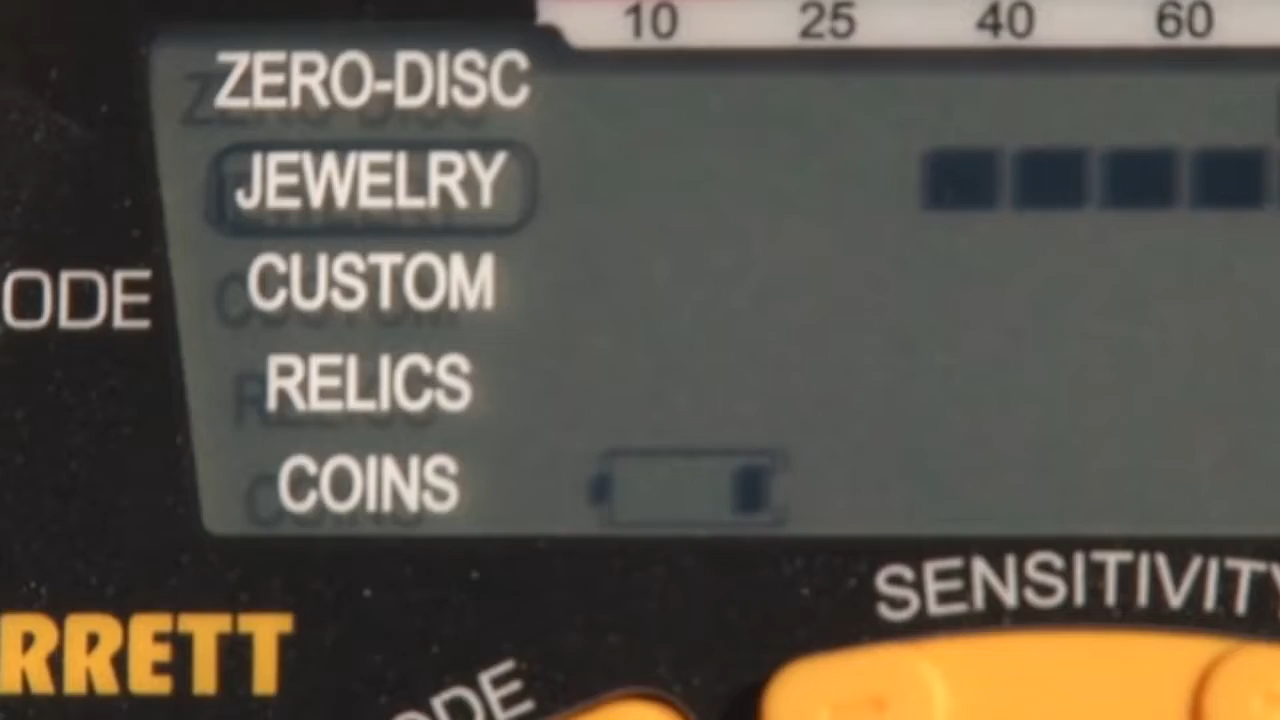 10 25 40 60
ZERO-DISC
JEWELRY
CUSTOM
ODE
RELICS
COINS
SENSITIVITY
RRETT
ODE